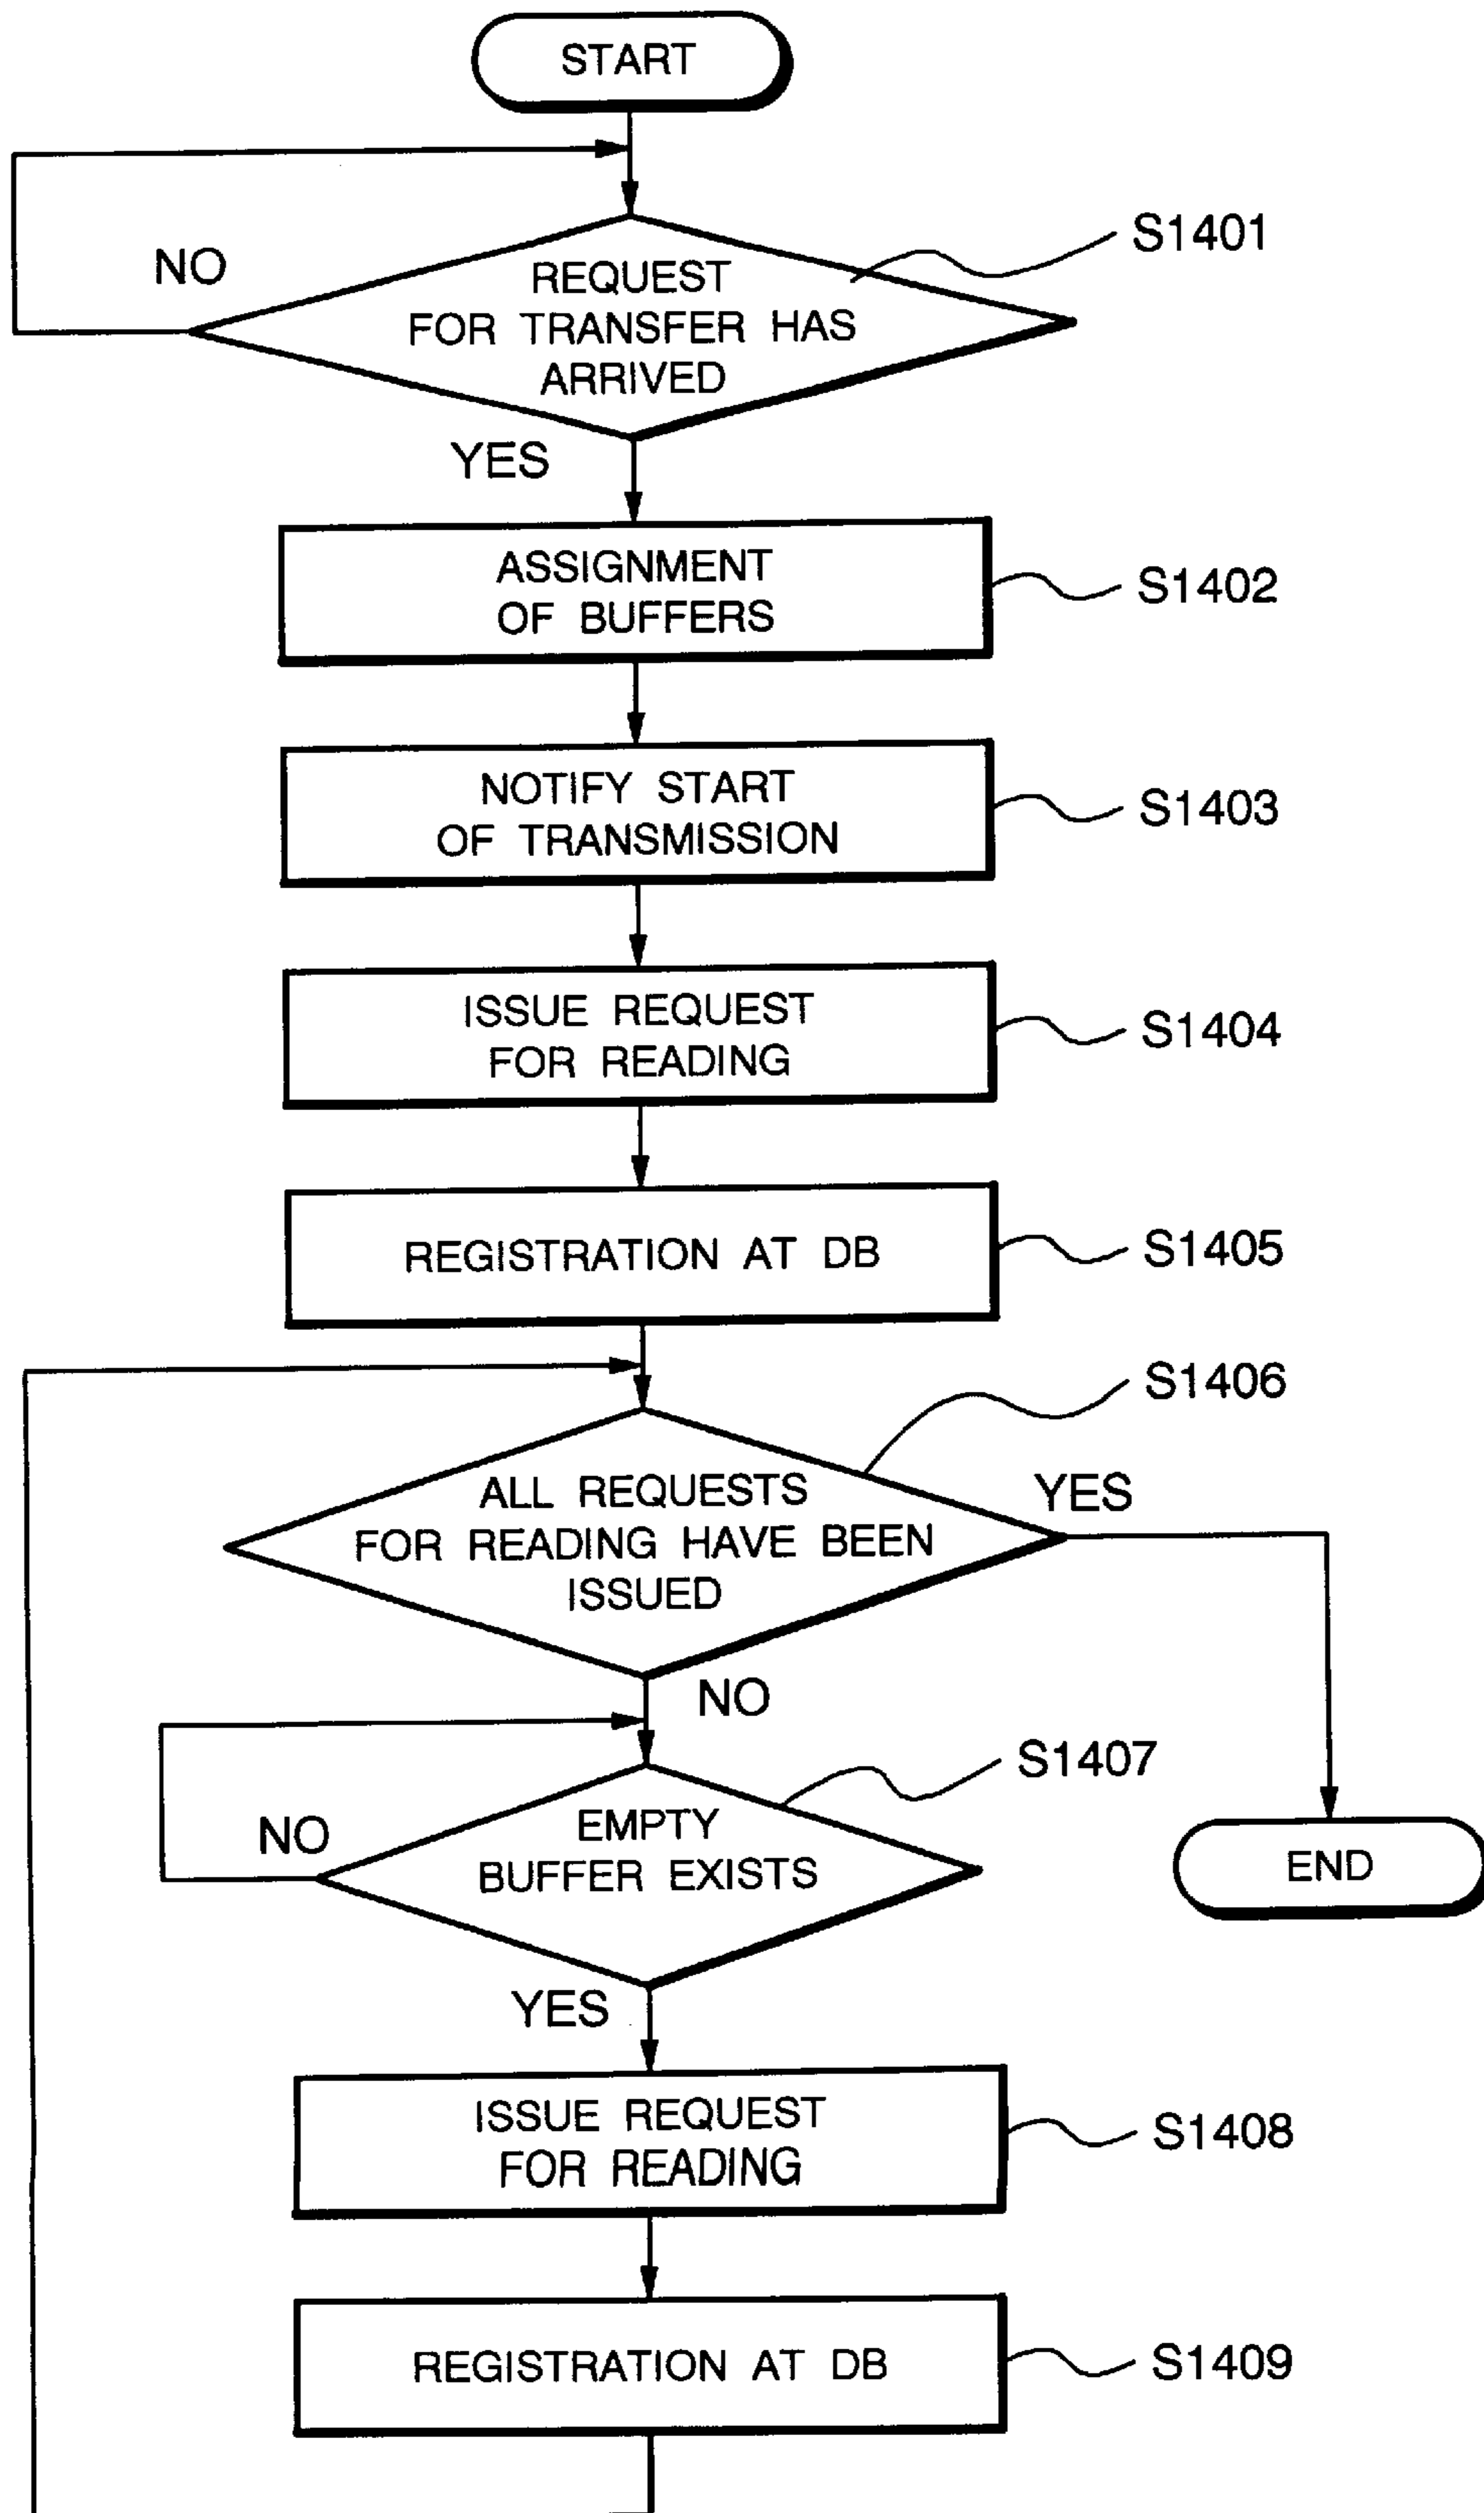 START
NO
S1401
REQUEST
FOR TRANSFER HAS
ARRIVED
YES
ASSIGNMENT
OF BUFFERS
S1402
NOTIFY START
OF TRANSMISSION
S1403
ISSUE REQUEST
FOR READING
S1404
REGISTRATION AT DB
S1405
S1406
ALL REQUESTS
FOR READING HAVE BEEN
ISSUED
YES
NO
S1407
NO
EMPTY
BUFFER EXISTS
END
YES
ISSUE REQUEST
FOR READING
S1408
REGISTRATION AT DB
S1409